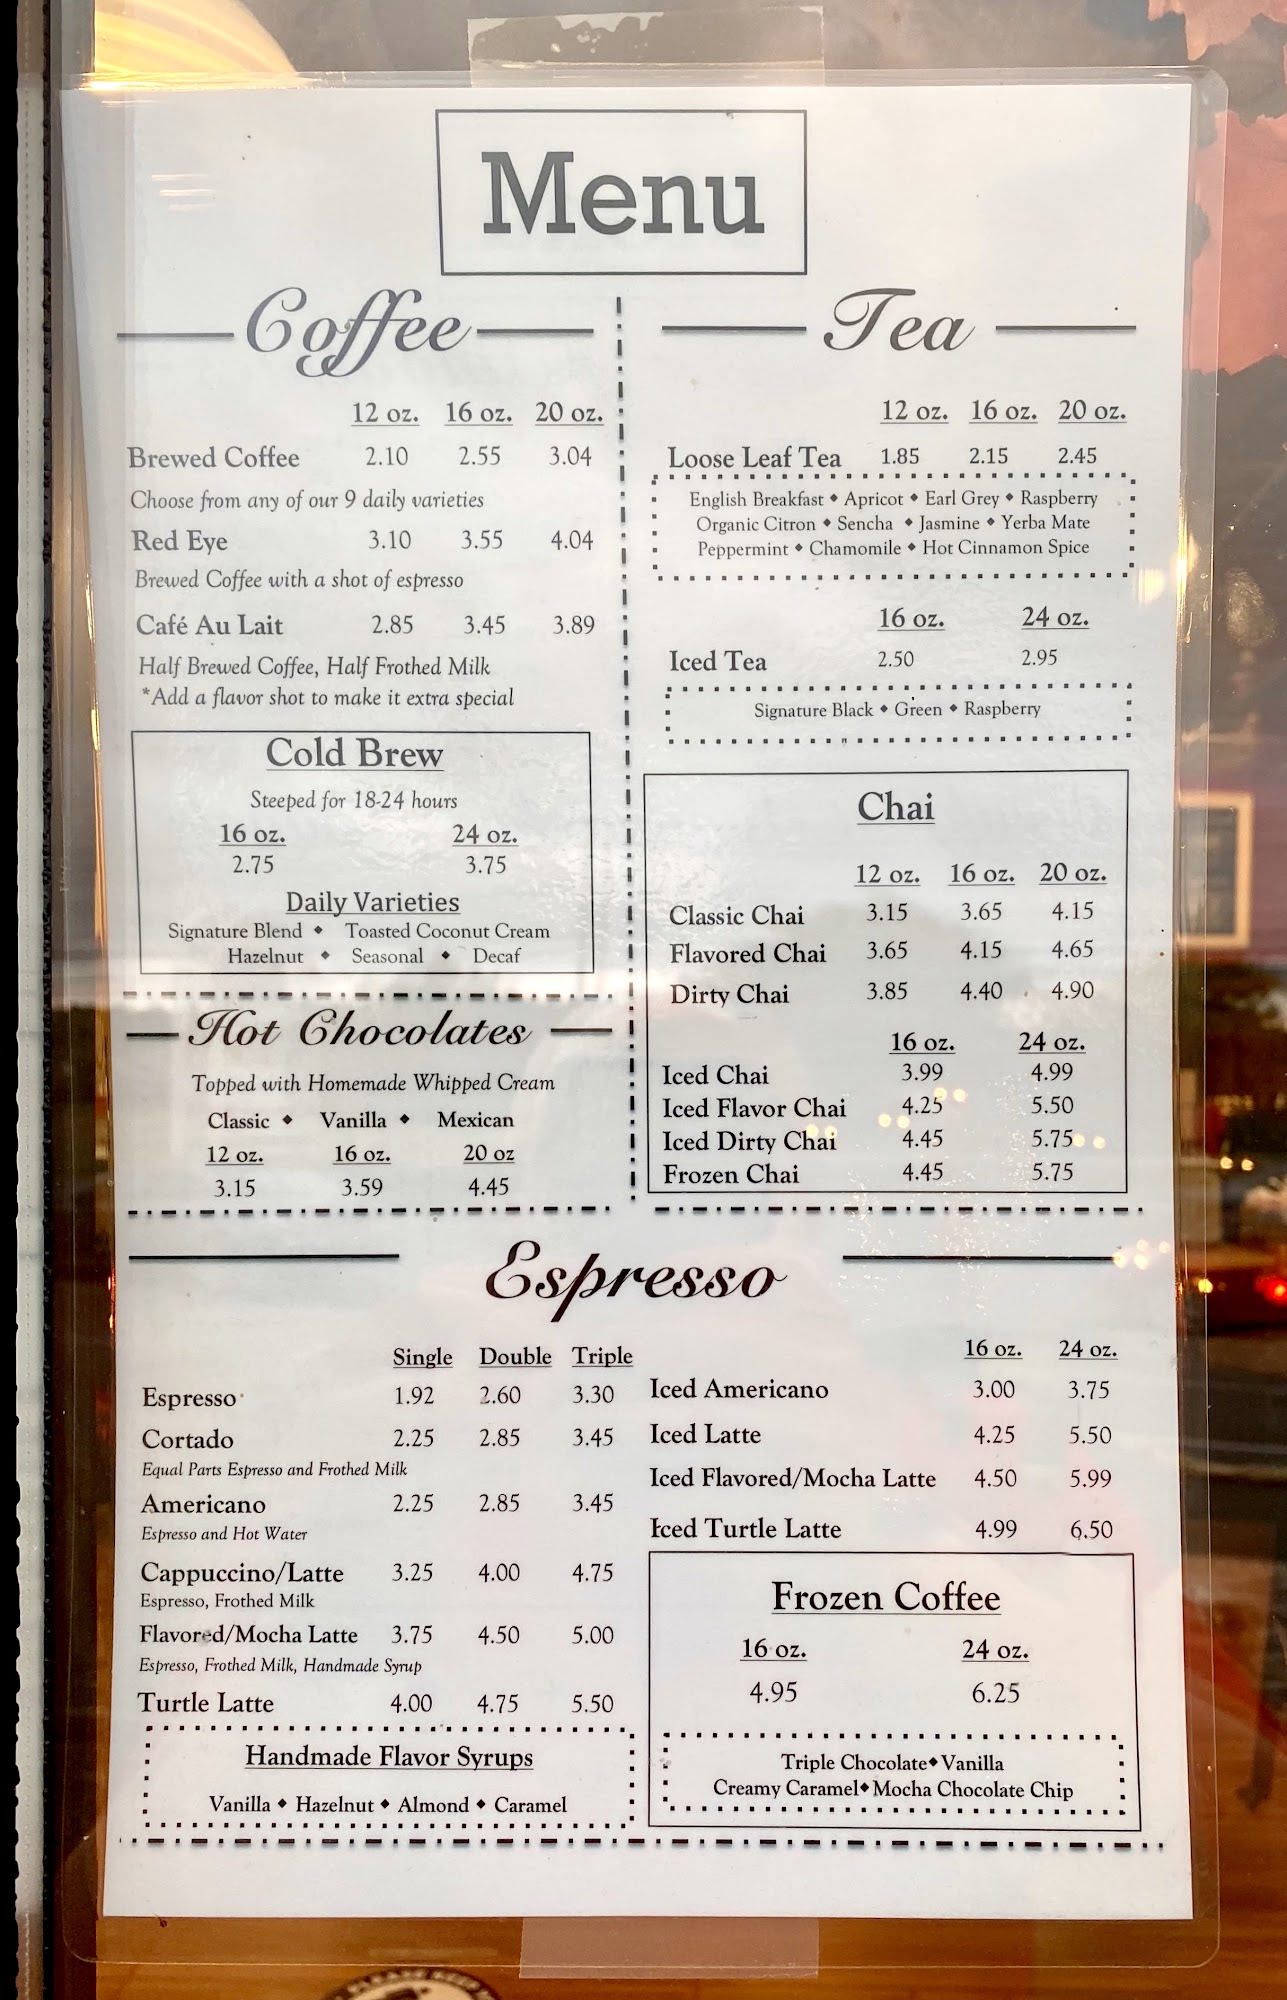 Menu
Coffee
12 oz. 16 oz. 20 oz.
Brewed Coffee 2.10 2.55 3.04
Choose from any of our 9 daily varieties
Red Eye 3.10 3.55 4.04
Brewed Coffee with a shot of espresso
Café Au Lait 2.85 3.45 3.89
Half Brewed Coffee, Half Frothed Milk
*Add a flavor shot to make it extra special
Cold Brew
Steeped for 18-24 hours
16 oz. 24 oz.
2.75 3.75
Daily Varieties
Signature Blend ◆ Toasted Coconut Cream
Hazelnut ◆ Seasonal ◆ Decaf
Hot Chocolates
Topped with Homemade Whipped Cream
Classic ◆ Vanilla ◆ Mexican
12 oz. 16 oz. 20 oz
3.15 3.59 4.45
Tea
12 oz. 16 oz. 20 oz.
Loose Leaf Tea 1.85 2.15 2.45
English Breakfast ◆ Apricot ◆ Earl Grey ◆ Raspberry
Organic Citron ◆ Sencha ◆ Jasmine ◆ Yerba Mate
Peppermint ◆ Chamomile ◆ Hot Cinnamon Spice
16 oz. 24 oz.
Iced Tea 2.50 2.95
Signature Black ◆ Green ◆ Raspberry
Chai
12 oz. 16 oz. 20 oz.
Classic Chai 3.15 3.65 4.15
Flavored Chai 3.65 4.15 4.65
Dirty Chai 3.85 4.40 4.90
16 oz. 24 oz.
Iced Chai 3.99 4.99
Iced Flavor Chai 4.25 5.50
Iced Dirty Chai 4.45 5.75
Frozen Chai 4.45 5.75
Espresso
Single Double Triple
Espresso 1.92 2.60 3.30
Cortado 2.25 2.85 3.45
Equal Parts Espresso and Frothed Milk
Americano 2.25 2.85 3.45
Espresso and Hot Water
Cappuccino/Latte 3.25 4.00 4.75
Espresso, Frothed Milk
Flavored/Mocha Latte 3.75 4.50 5.00
Espresso, Frothed Milk, Handmade Syrup
Turtle Latte 4.00 4.75 5.50
Handmade Flavor Syrups
Vanilla ◆ Hazelnut ◆ Almond ◆ Caramel
16 oz. 24 oz.
Iced Americano 3.00 3.75
Iced Latte 4.25 5.50
Iced Flavored/Mocha Latte 4.50 5.99
Iced Turtle Latte 4.99 6.50
Frozen Coffee
16 oz. 24 oz.
4.95 6.25
Triple Chocolate◆Vanilla
Creamy Caramel◆Mocha Chocolate Chip